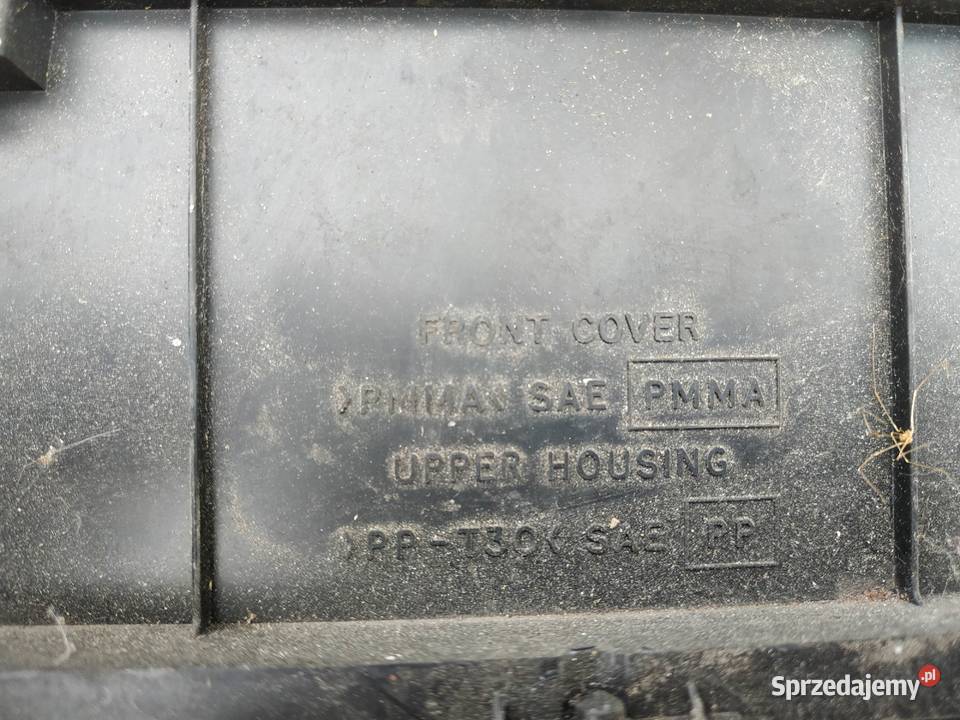 FRONT COVER
>PMMA< SAE PMMA
UPPER HOUSING
>PP-T30< SAE PP
Sprzedajemy.pl